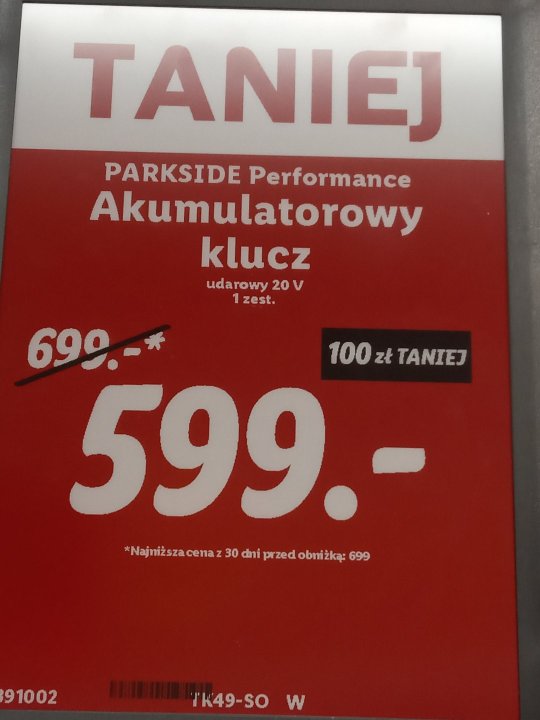 TANIEJ
PARKSIDE Performance
Akumulatorowy
klucz
udarowy 20 V
1 zest.
699.-*
100 zł TANIEJ
599.-
*Najniższa cena z 30 dni przed obniżką: 699
391002 TK49-SO W